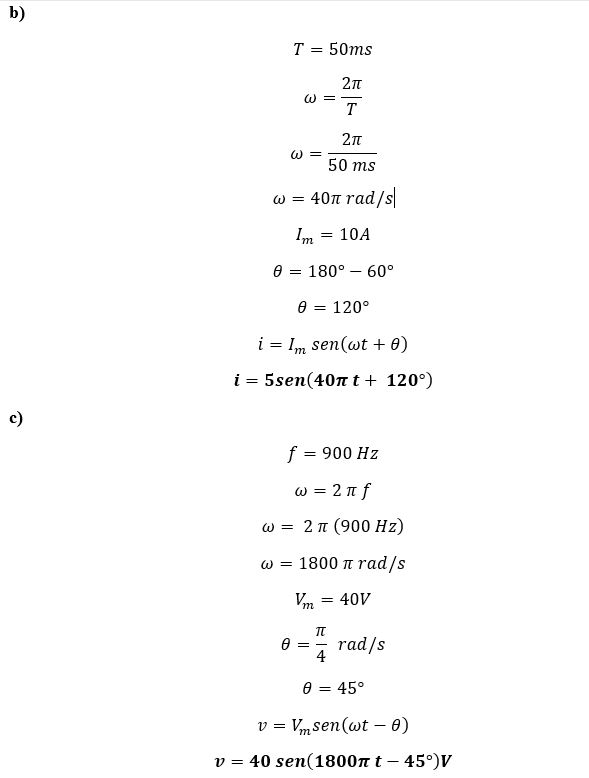 b)
T = 50ms
ω = 2π/T
ω = 2π/50 ms
ω = 40π rad/s
I_m = 10A
θ = 180° − 60°
θ = 120°
i = I_m sen(ωt + θ)
i = 5sen(40π t + 120°)
c)
f = 900 Hz
ω = 2 π f
ω = 2 π (900 Hz)
ω = 1800 π rad/s
V_m = 40V
θ = π/4 rad/s
θ = 45°
v = V_m sen(ωt − θ)
v = 40 sen(1800π t − 45°)V